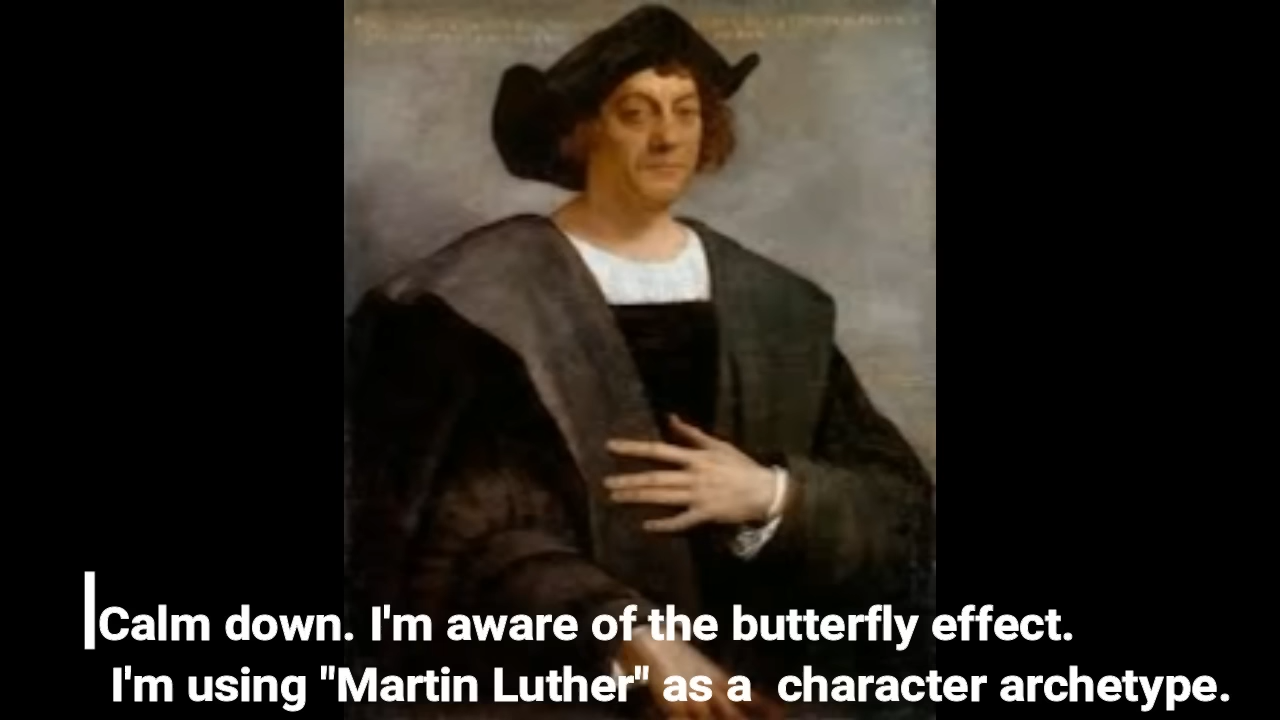 Calm down. I'm aware of the butterfly effect.
I'm using "Martin Luther" as a  character archetype.